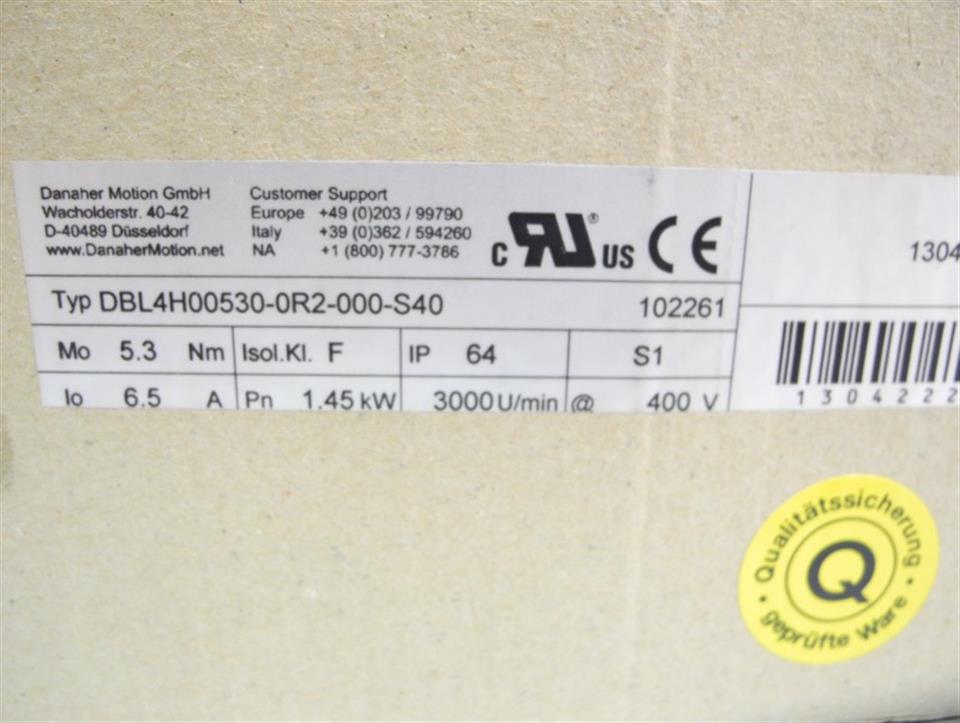 Danaher Motion GmbH
Wacholderstr. 40-42
D-40489 Düsseldorf
www.DanaherMotion.net
Customer Support
Europe +49 (0)203 / 99790
Italy +39 (0)362 / 594260
NA +1 (800) 777-3786
C RU ® US CE
1304
Typ DBL4H00530-0R2-000-S40 102261
Mo 5.3 Nm Isol.Kl. F IP 64 S1
Io 6.5 A Pn 1.45 kW 3000 U/min @ 400 V
1304222
Qualitätssicherung
Q
geprüfte Ware